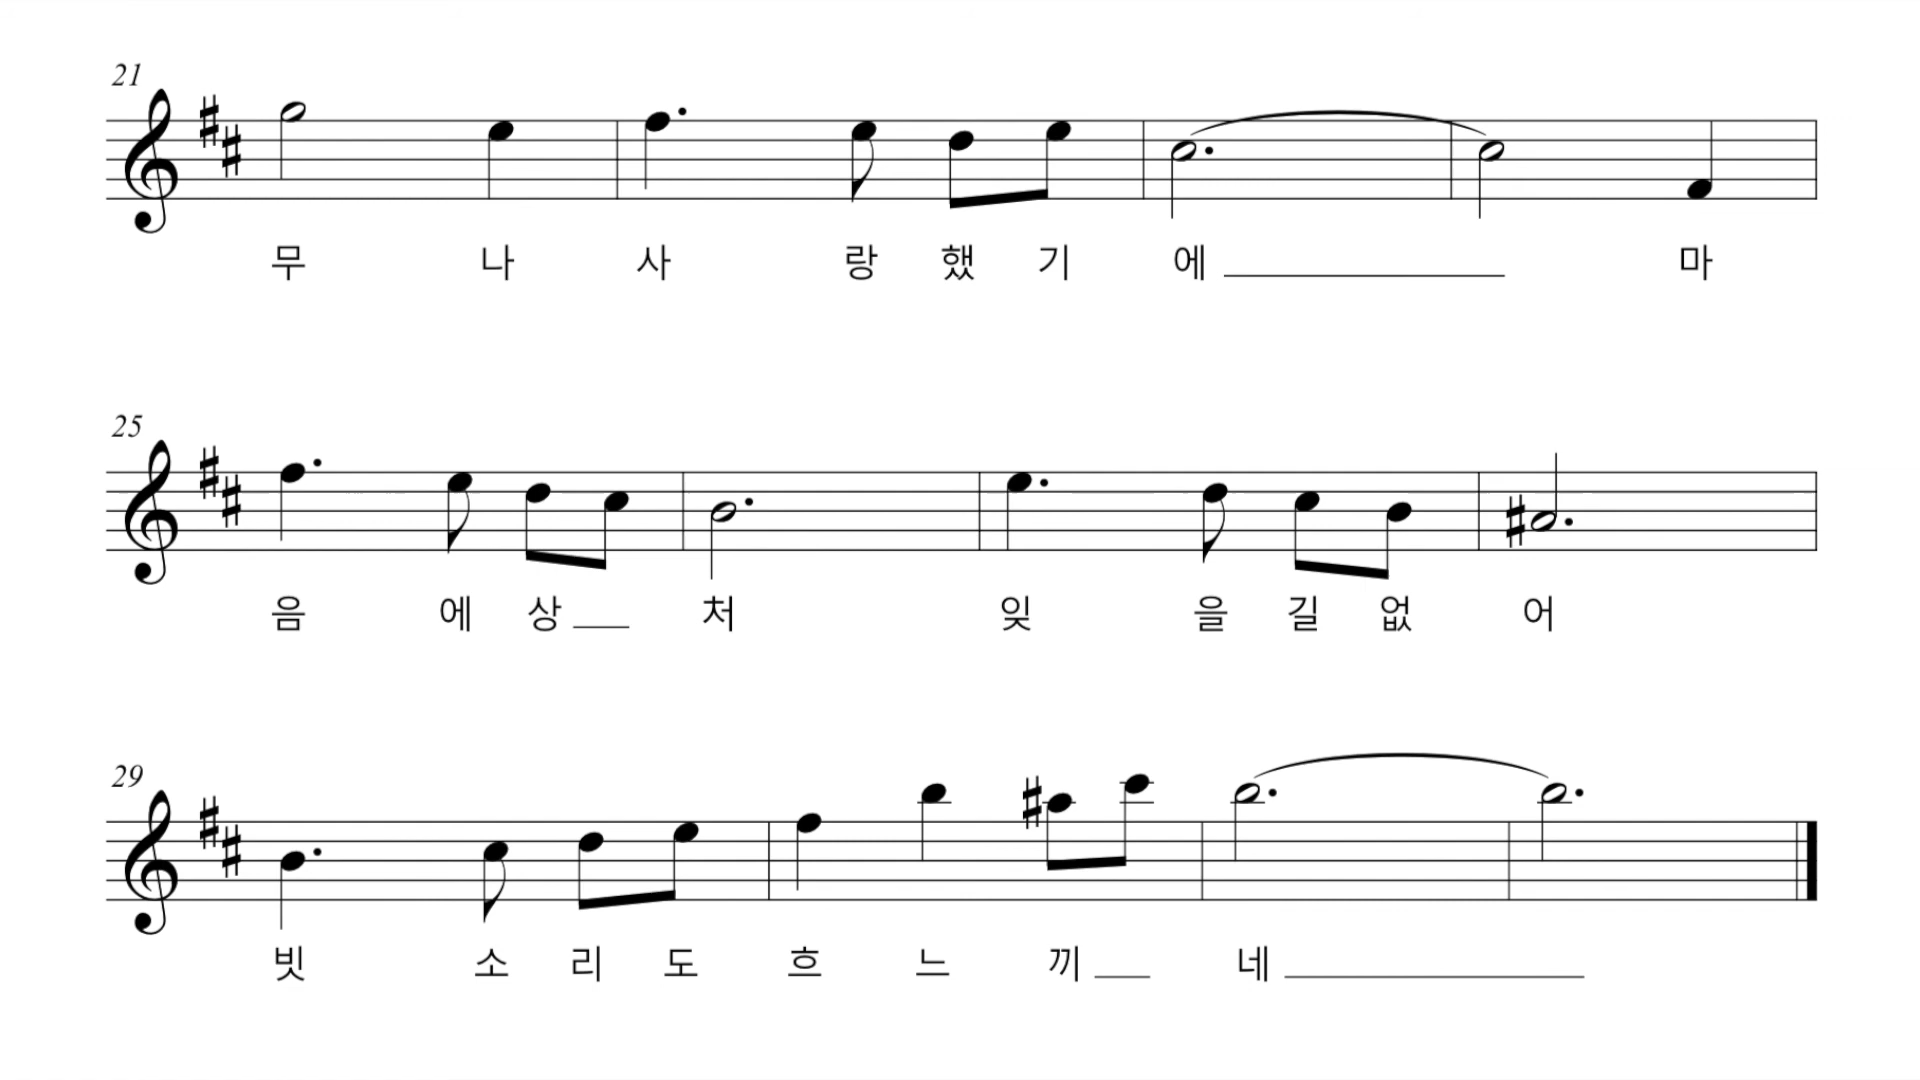 21
무 나 사 랑 했 기 에 마
25
음 에 상 처 잊 을 길 없 어
29
빗 소 리 도 흐 느 끼 네